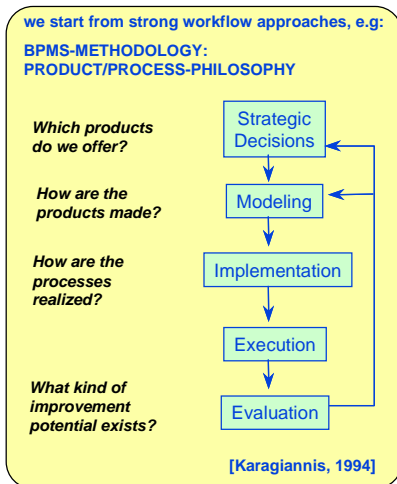 we start from strong workflow approaches, e.g:
BPMS-METHODOLOGY:
PRODUCT/PROCESS-PHILOSOPHY
Which products
do we offer?
Strategic
Decisions
How are the
products made?
Modeling
How are the
processes
realized?
Implementation
Execution
What kind of
improvement
potential exists?
Evaluation
[Karagiannis, 1994]